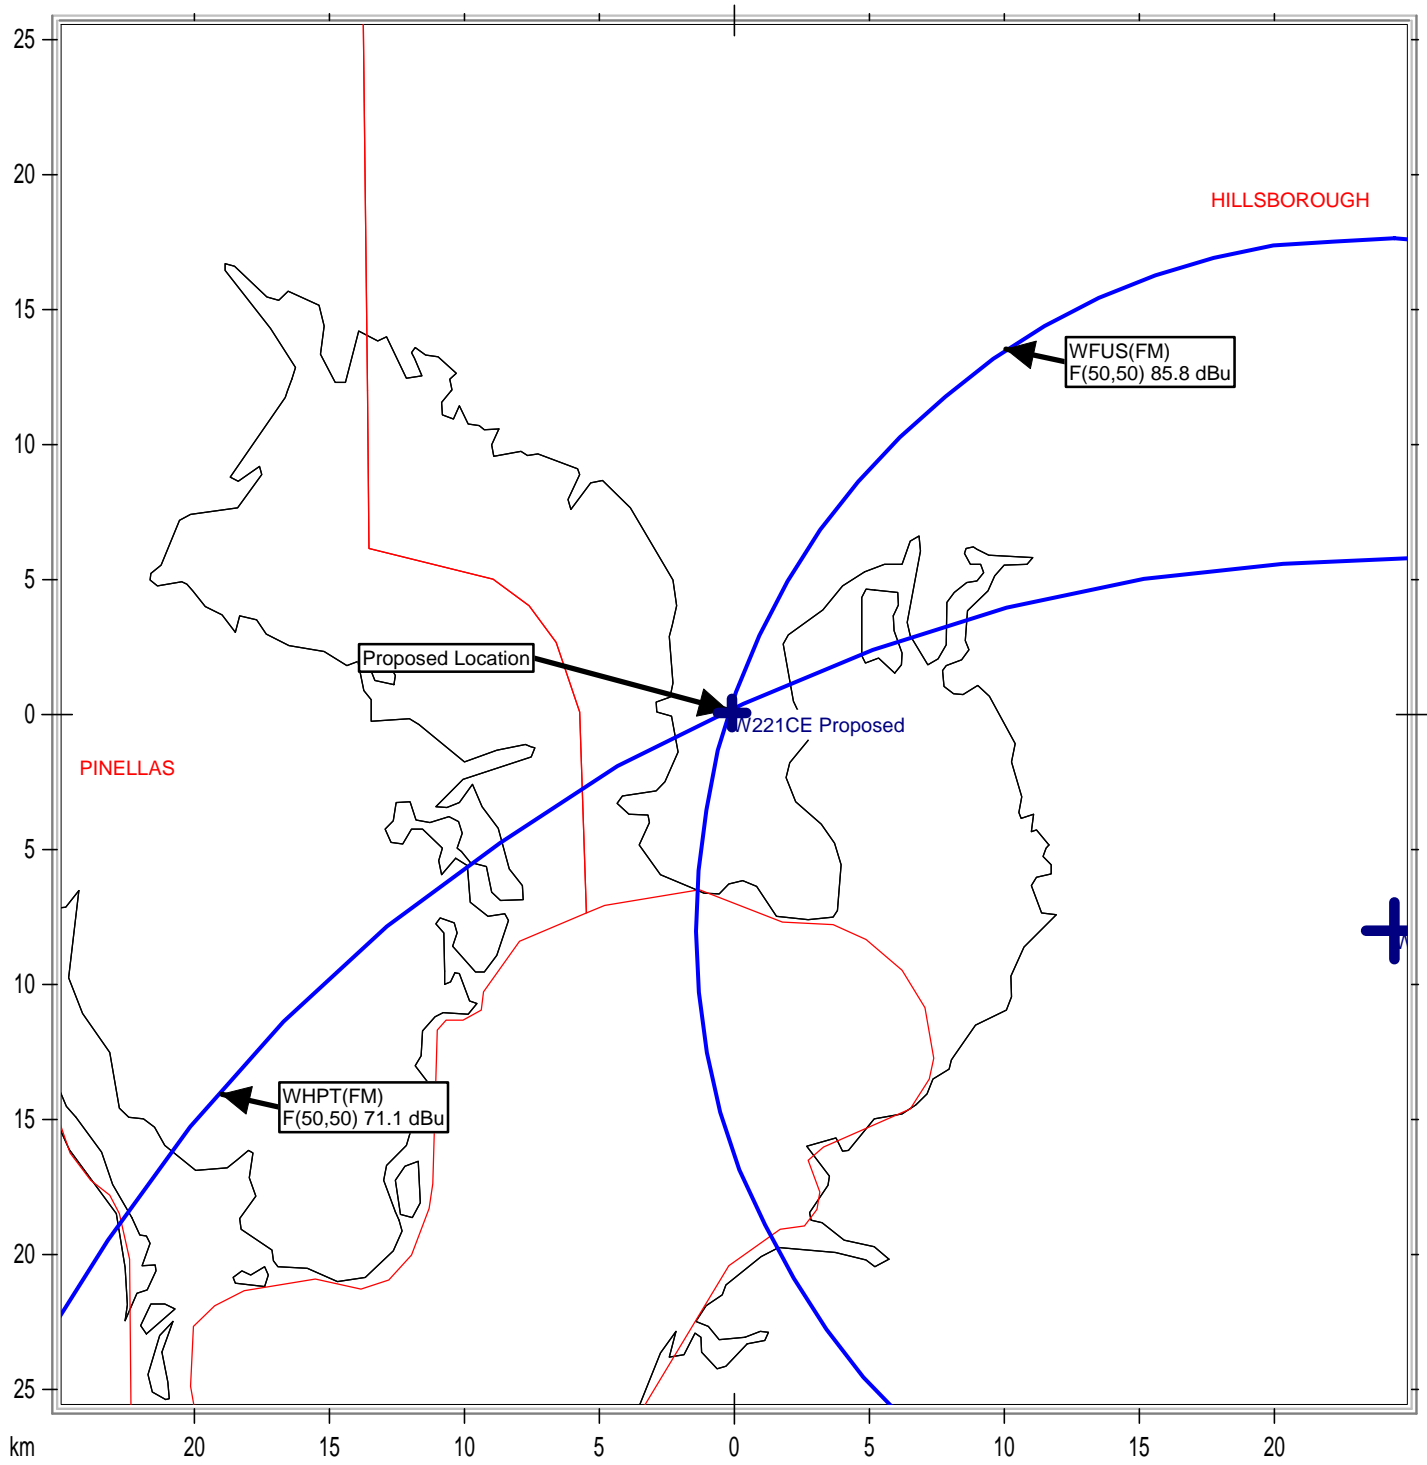 25
20
HILLSBOROUGH
15
WFUS(FM)
F(50,50) 85.8 dBu
10
5
Proposed Location
0
W221CE Proposed
PINELLAS
5
10
WHPT(FM)
F(50,50) 71.1 dBu
15
20
25
km 20 15 10 5 0 5 10 15 20